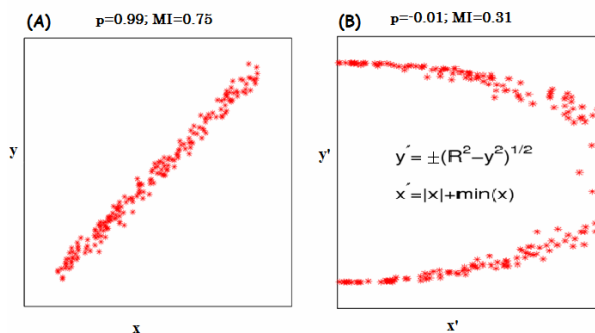 (A) p=0.99; MI=0.75
y
x
(B) p=-0.01; MI=0.31
y'
y´= ±(R²−y²)^1/2
x´=|x|+min(x)
x'